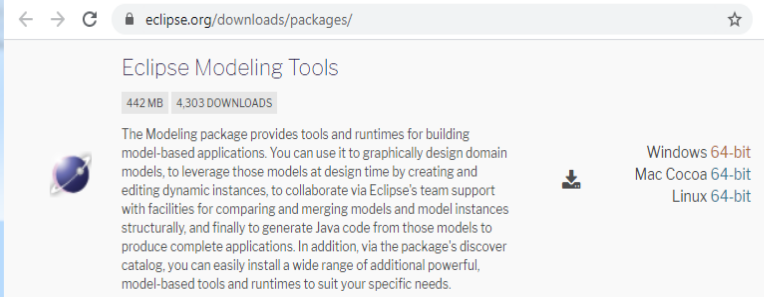 eclipse.org/downloads/packages/
Eclipse Modeling Tools
442 MB 4,303 DOWNLOADS
The Modeling package provides tools and runtimes for building
model-based applications. You can use it to graphically design domain
models, to leverage those models at design time by creating and
editing dynamic instances, to collaborate via Eclipse's team support
with facilities for comparing and merging models and model instances
structurally, and finally to generate Java code from those models to
produce complete applications. In addition, via the package's discover
catalog, you can easily install a wide range of additional powerful,
model-based tools and runtimes to suit your specific needs.
Windows 64-bit
Mac Cocoa 64-bit
Linux 64-bit